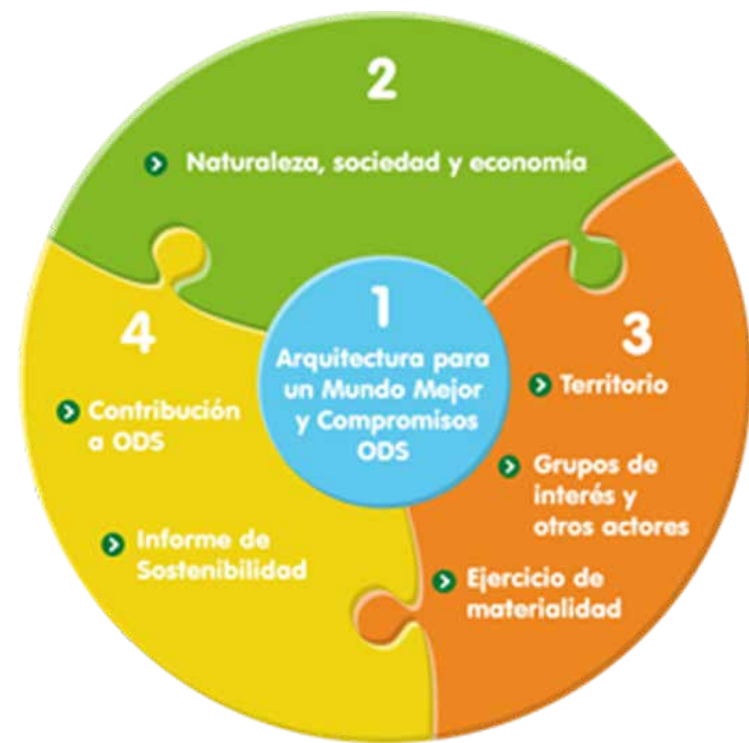 2
Naturaleza, sociedad y economía
1
Arquitectura para
un Mundo Mejor
y Compromisos
ODS
3
Territorio
Grupos de
interés y
otros actores
Ejercicio de
materialidad
4
Contribución
a ODS
Informe de
Sostenibilidad